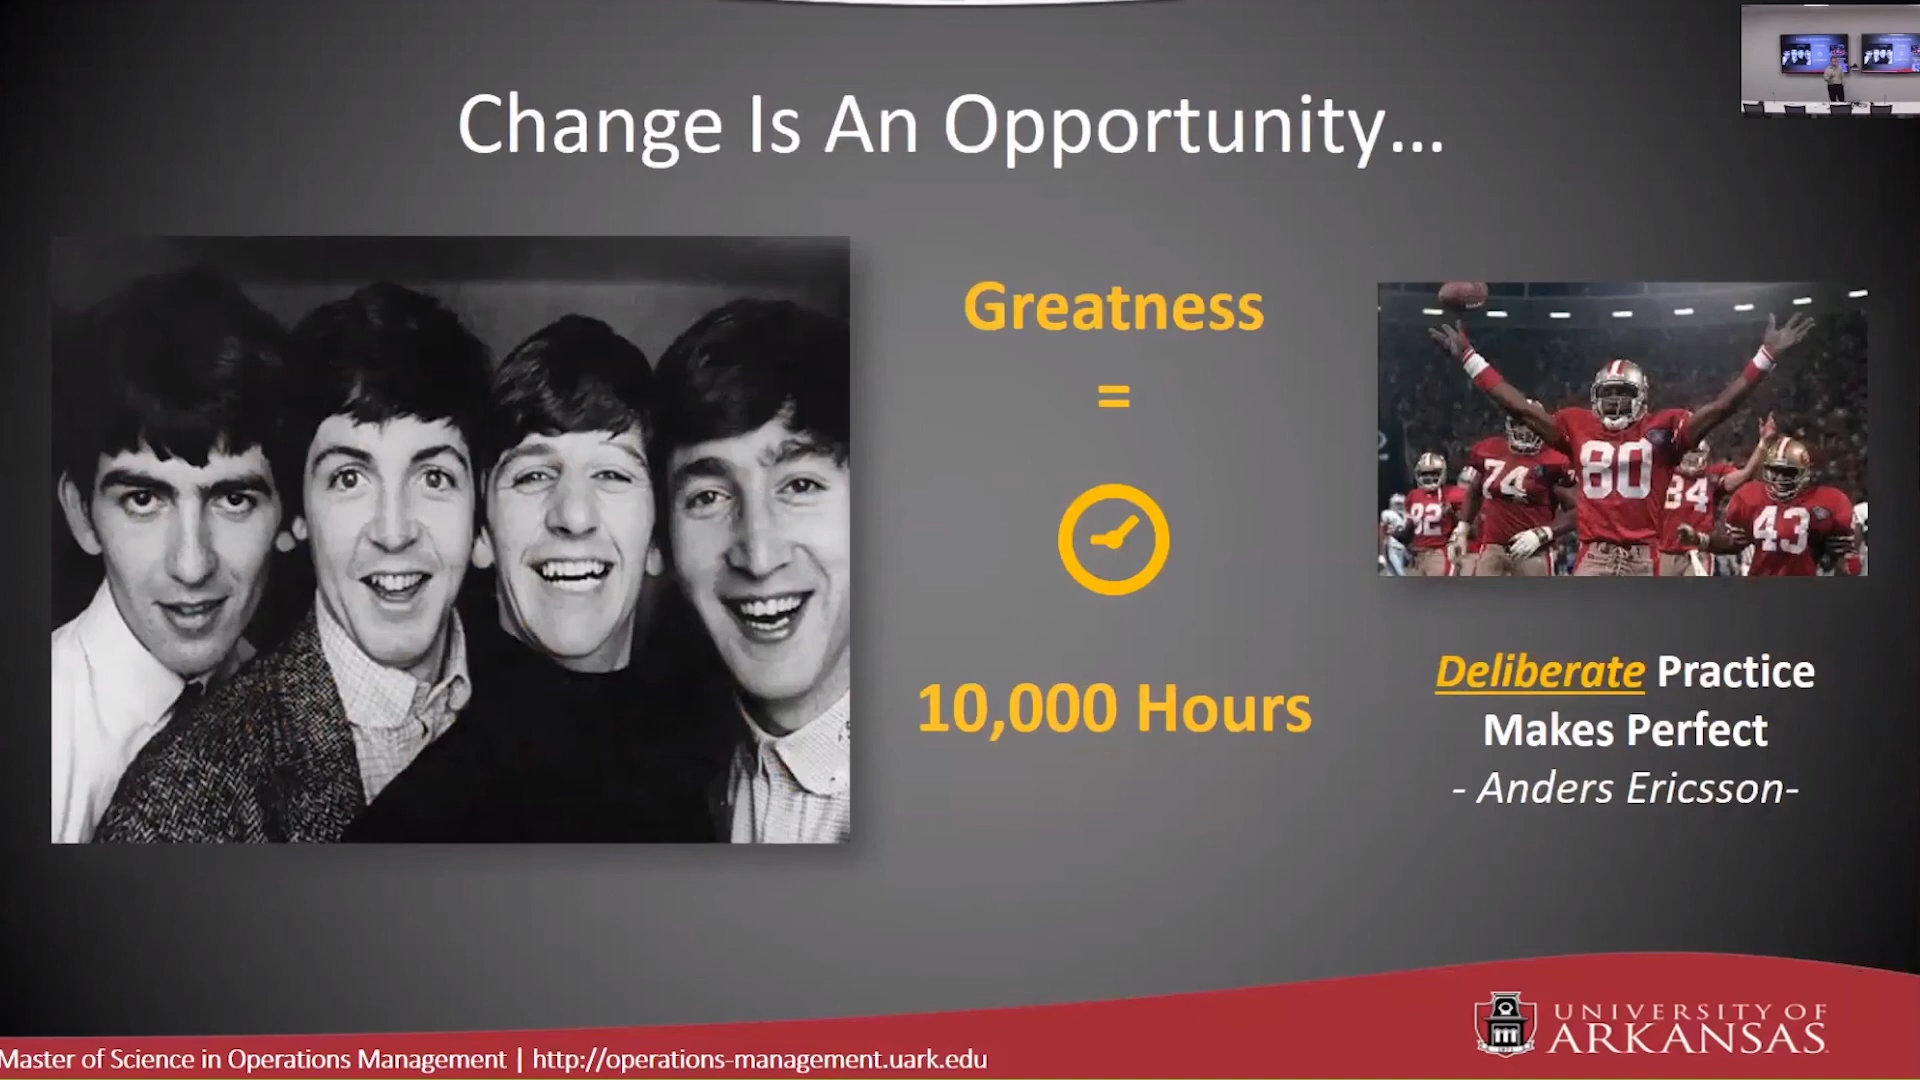 Change Is An Opportunity...
Greatness
=
10,000 Hours
80
74
92
84
43
Deliberate Practice
Makes Perfect
- Anders Ericsson-
UNIVERSITY OF
ARKANSAS
Master of Science in Operations Management | http://operations-management.uark.edu